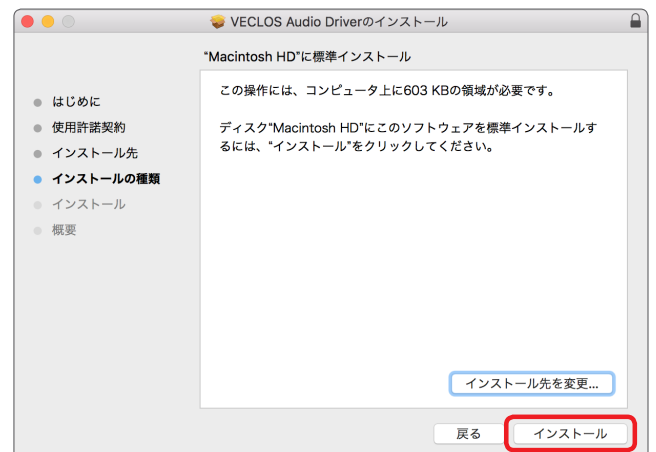 VECLOS Audio Driverのインストール
“Macintosh HD”に標準インストール
はじめに
使用許諾契約
インストール先
インストールの種類
インストール
概要
この操作には、コンピュータ上に603 KBの領域が必要です。
ディスク“Macintosh HD”にこのソフトウェアを標準インストールす
るには、“インストール”をクリックしてください。
インストール先を変更...
戻る
インストール